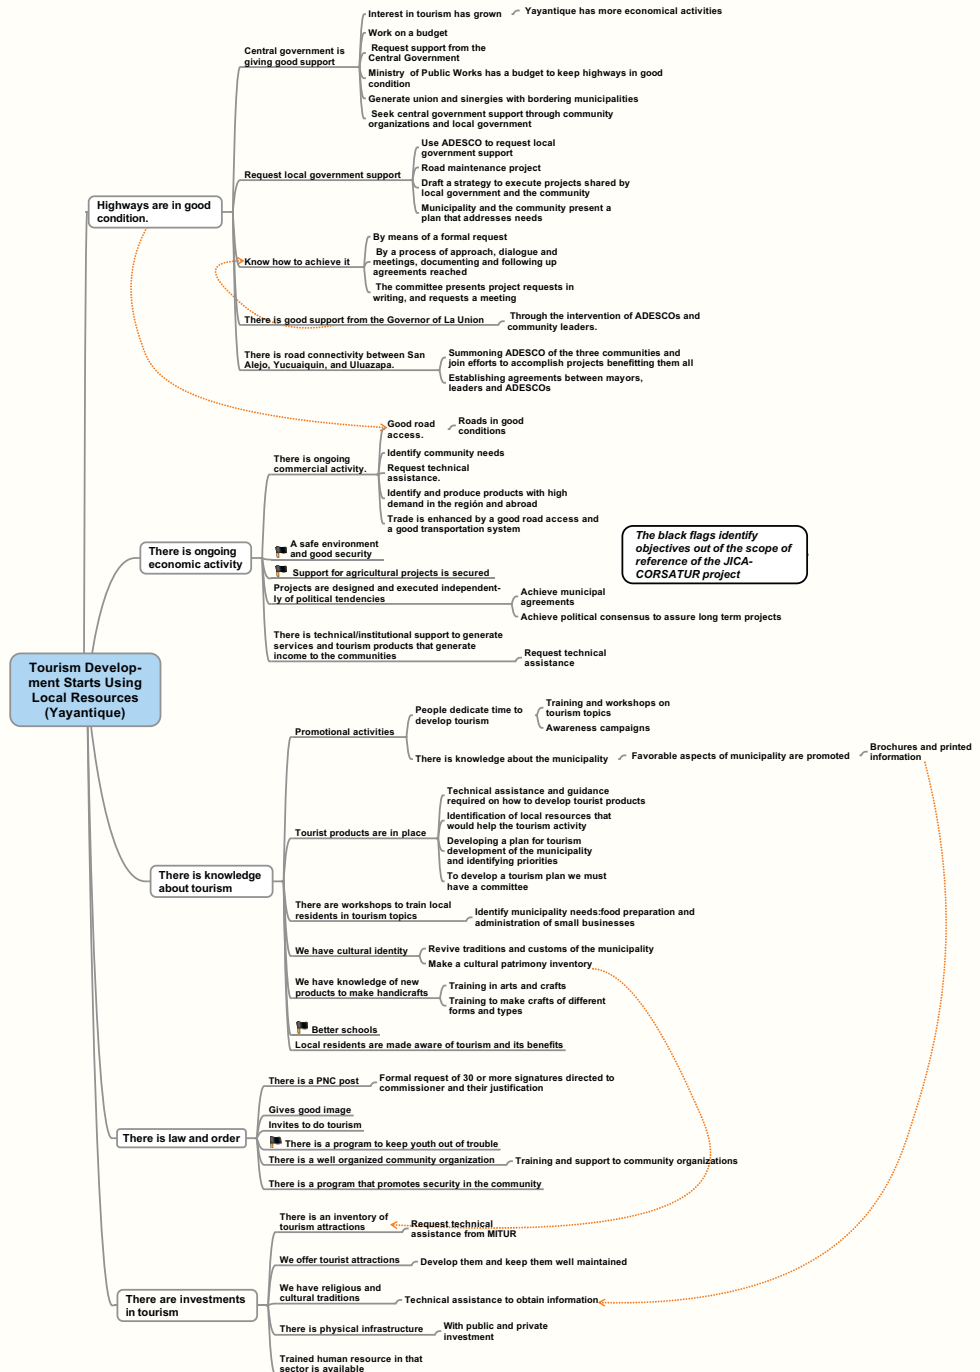 Interest in tourism has grown
Yayantique has more economical activities
Work on a budget
Central government is
giving good support
Request support from the
Central Government
Ministry of Public Works has a budget to keep highways in good
condition
Generate union and sinergies with bordering municipalities
Seek central government support through community
organizations and local government
Use ADESCO to request local
government support
Road maintenance project
Request local government support
Draft a strategy to execute projects shared by
local government and the community
Municipality and the community present a
plan that addresses needs
Highways are in good
condition.
By means of a formal request
By a process of approach, dialogue and
meetings, documenting and following up
agreements reached
Know how to achieve it
The committee presents project requests in
writing, and requests a meeting
There is good support from the Governor of La Union
Through the intervention of ADESCOs and
community leaders.
There is road connectivity between San
Alejo, Yucuaiquin, and Uluazapa.
Summoning ADESCO of the three communities and
join efforts to accomplish projects benefitting them all
Establishing agreements between mayors,
leaders and ADESCOs
Good road
access.
Roads in good
conditions
There is ongoing
commercial activity.
Identify community needs
Request technical
assistance.
Identify and produce products with high
demand in the región and abroad
Trade is enhanced by a good road access and
a good transportation system
The black flags identify
objectives out of the scope of
reference of the JICA-
CORSATUR project
There is ongoing
economic activity
A safe environment
and good security
Support for agricultural projects is secured
Projects are designed and executed independent-
ly of political tendencies
Achieve municipal
agreements
Achieve political consensus to assure long term projects
There is technical/institutional support to generate
services and tourism products that generate
income to the communities
Request technical
assistance
Tourism Develop-
ment Starts Using
Local Resources
(Yayantique)
People dedicate time to
develop tourism
Training and workshops on
tourism topics
Awareness campaigns
Promotional activities
There is knowledge about the municipality
Favorable aspects of municipality are promoted
Brochures and printed
information
Technical assistance and guidance
required on how to develop tourist products
Identification of local resources that
would help the tourism activity
Tourist products are in place
Developing a plan for tourism
development of the municipality
and identifying priorities
To develop a tourism plan we must
have a committee
There is knowledge
about tourism
There are workshops to train local
residents in tourism topics
Identify municipality needs:food preparation and
administration of small businesses
We have cultural identity
Revive traditions and customs of the municipality
Make a cultural patrimony inventory
We have knowledge of new
products to make handicrafts
Training in arts and crafts
Training to make crafts of different
forms and types
Better schools
Local residents are made aware of tourism and its benefits
There is a PNC post
Formal request of 30 or more signatures directed to
commissioner and their justification
Gives good image
Invites to do tourism
There is law and order
There is a program to keep youth out of trouble
There is a well organized community organization
Training and support to community organizations
There is a program that promotes security in the community
There is an inventory of
tourism attractions
Request technical
assistance from MITUR
We offer tourist attractions
Develop them and keep them well maintained
There are investments
in tourism
We have religious and
cultural traditions
Technical assistance to obtain information
There is physical infrastructure
With public and private
investment
Trained human resource in that
sector is available